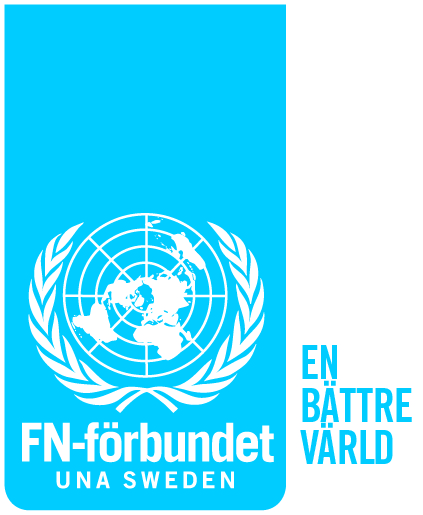 FN-förbundet
UNA SWEDEN
EN
BÄTTRE
VÄRLD